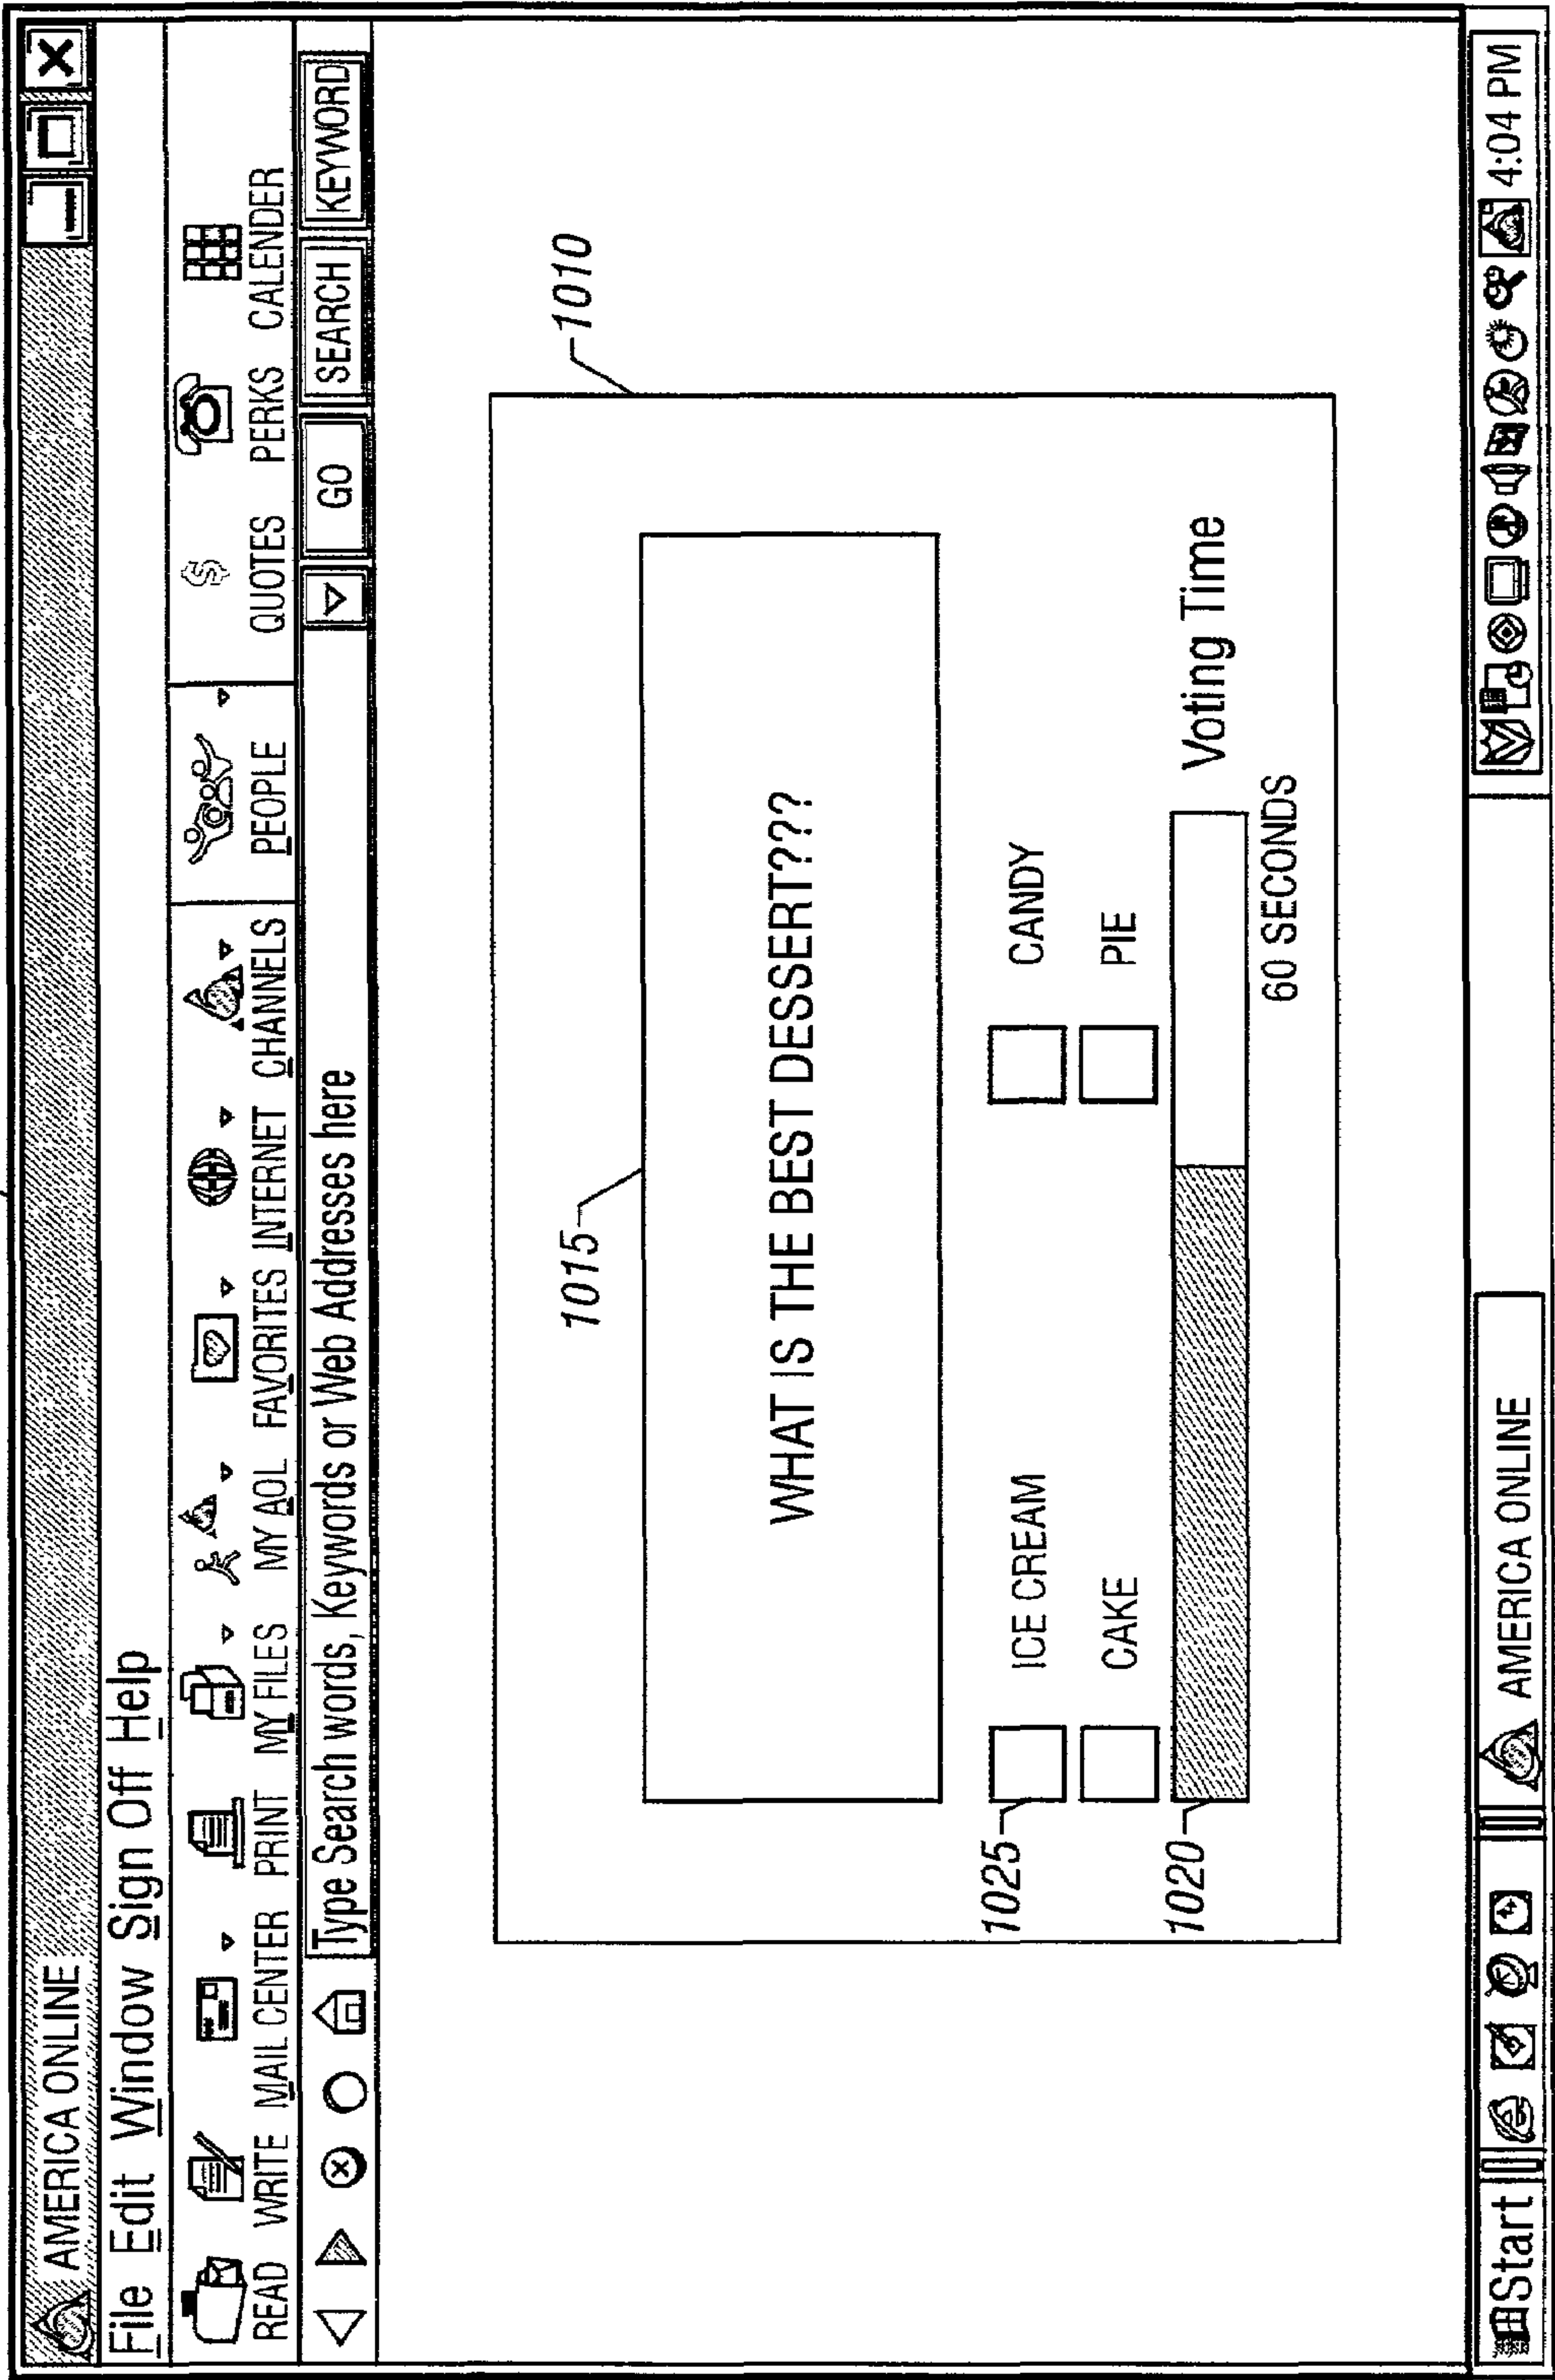 AMERICA ONLINE
File Edit Window Sign Off Help
READ WRITE MAIL CENTER PRINT MY FILES MY AOL FAVORITES INTERNET CHANNELS PEOPLE QUOTES PERKS CALENDER
Type Search words, Keywords or Web Addresses here GO SEARCH KEYWORD
1010
1015
WHAT IS THE BEST DESSERT???
1025 ICE CREAM CANDY
CAKE PIE
1020 Voting Time
60 SECONDS
Start AMERICA ONLINE 4:04 PM